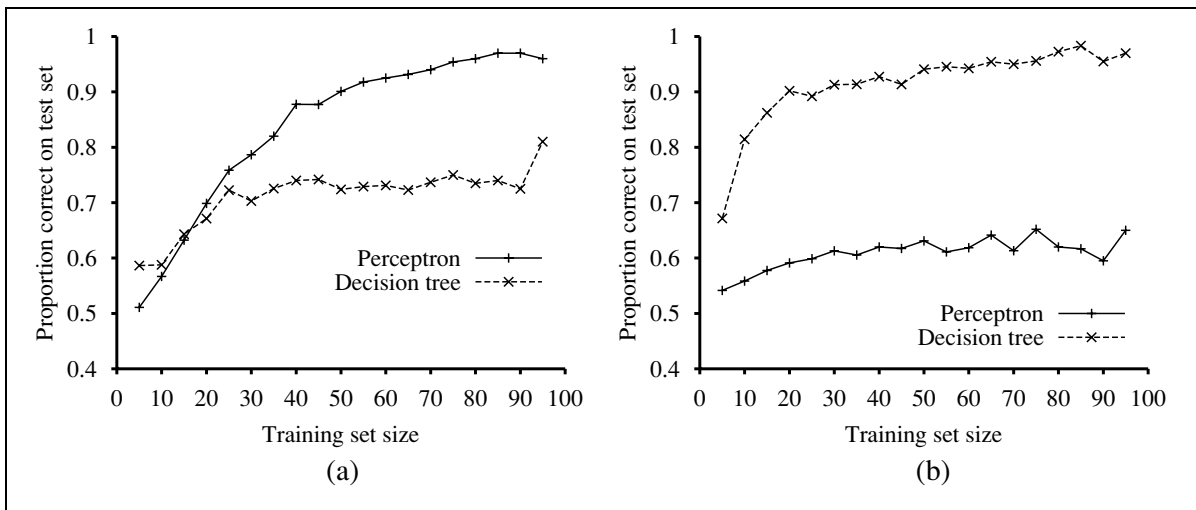 Proportion correct on test set
1
0.9
0.8
0.7
0.6
0.5
0.4
Perceptron
Decision tree
0 10 20 30 40 50 60 70 80 90 100
Training set size
(a)
Proportion correct on test set
1
0.9
0.8
0.7
0.6
0.5
0.4
Perceptron
Decision tree
0 10 20 30 40 50 60 70 80 90 100
Training set size
(b)